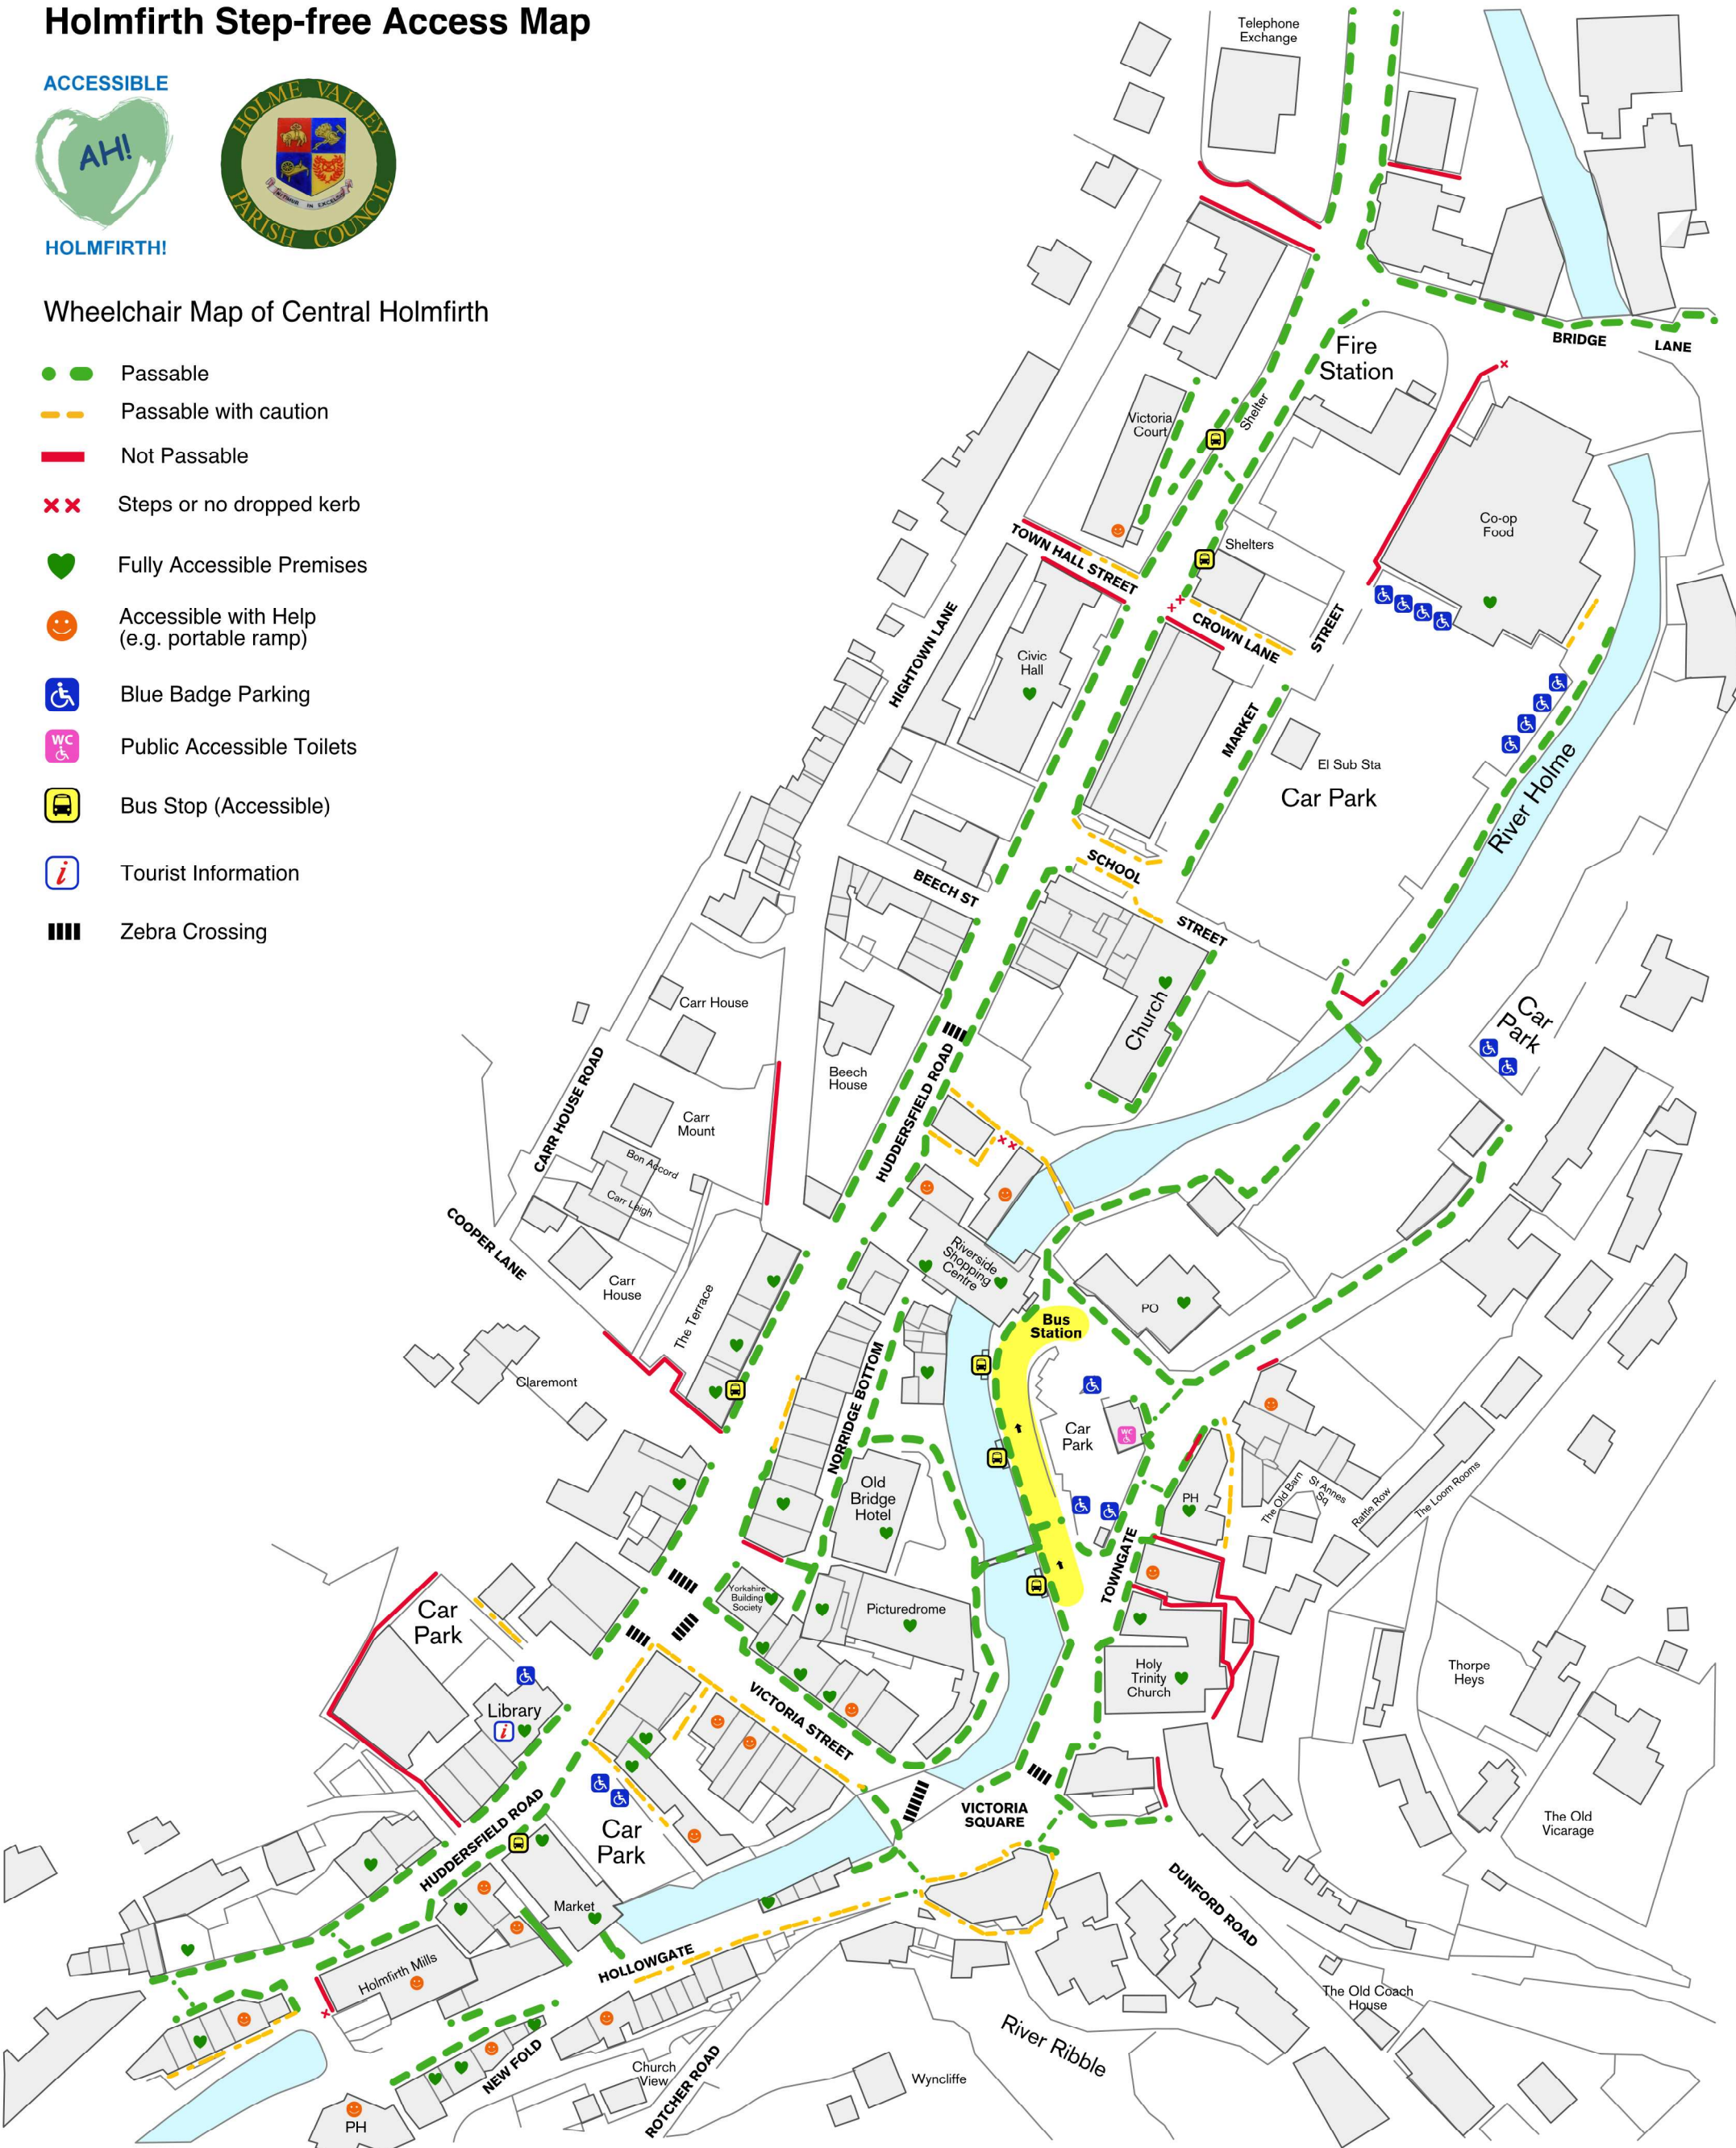 Holmfirth Step-free Access Map
ACCESSIBLE
AH!
HOLMFIRTH!
HOLME VALLEY
PARISH COUNCIL
Wheelchair Map of Central Holmfirth
Passable
Passable with caution
Not Passable
Steps or no dropped kerb
Fully Accessible Premises
Accessible with Help
(e.g. portable ramp)
Blue Badge Parking
WC
Public Accessible Toilets
Bus Stop (Accessible)
i
Tourist Information
Zebra Crossing
Telephone
Exchange
BRIDGE LANE
Fire
Station
Shelter
Victoria
Court
Co-op
Food
Shelters
TOWN HALL STREET
CROWN LANE
MARKET STREET
HIGHTOWN LANE
Civic
Hall
El Sub Sta
Car Park
River Holme
SCHOOL STREET
BEECH ST
Church
Car
Park
Carr House
Beech
House
HUDDERSFIELD ROAD
CARR HOUSE ROAD
Carr
Mount
Bon Accord
Carr Leigh
COOPER LANE
Carr
House
The Terrace
Riverside
Shopping
Centre
PO
Bus
Station
Claremont
NORRIDGE BOTTOM
Car
Park
WC
Old
Bridge
Hotel
PH
The Old Barn
St Annes
Sq
Rattle Row
The Loom Rooms
TOWNGATE
Yorkshire
Building
Society
Picturedrome
Car
Park
Holy
Trinity
Church
Thorpe
Heys
Library
i
VICTORIA STREET
VICTORIA
SQUARE
The Old
Vicarage
HUDDERSFIELD ROAD
Car
Park
Market
DUNFORD ROAD
HOLLOWGATE
Holmfirth Mills
The Old Coach
House
River Ribble
NEW FOLD
Church
View
ROTCHER ROAD
Wyncliffe
PH